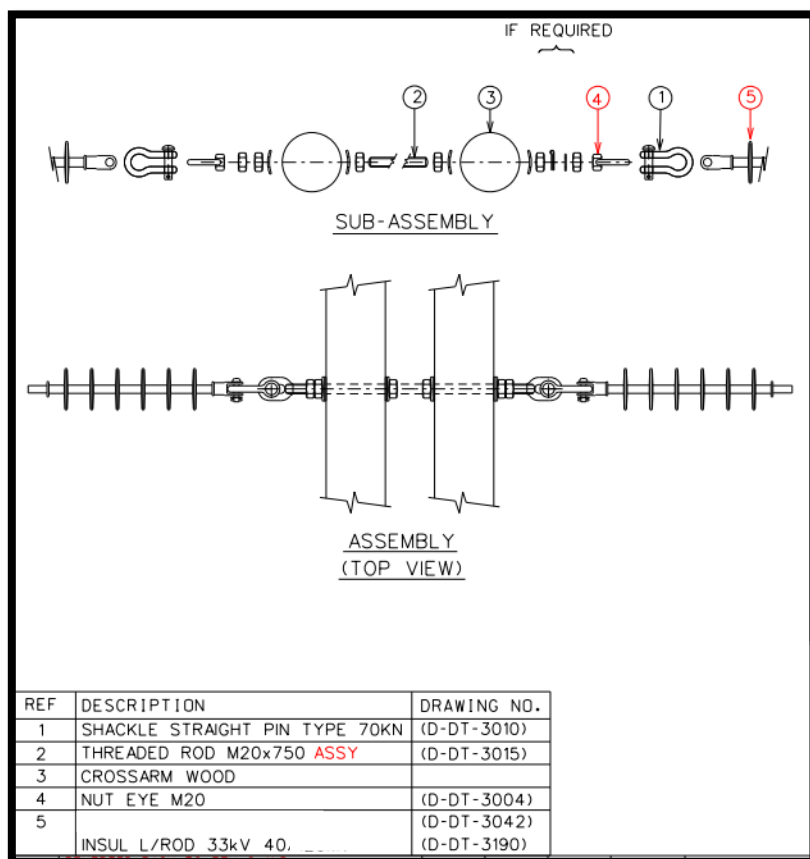 IF REQUIRED
2 3 4 1 5
SUB-ASSEMBLY
ASSEMBLY
(TOP VIEW)
REF DESCRIPTION DRAWING NO.
1 SHACKLE STRAIGHT PIN TYPE 70KN (D-DT-3010)
2 THREADED ROD M20x750 ASSY (D-DT-3015)
3 CROSSARM WOOD
4 NUT EYE M20 (D-DT-3004)
5 (D-DT-3042)
INSUL L/ROD 33kV (D-DT-3190)